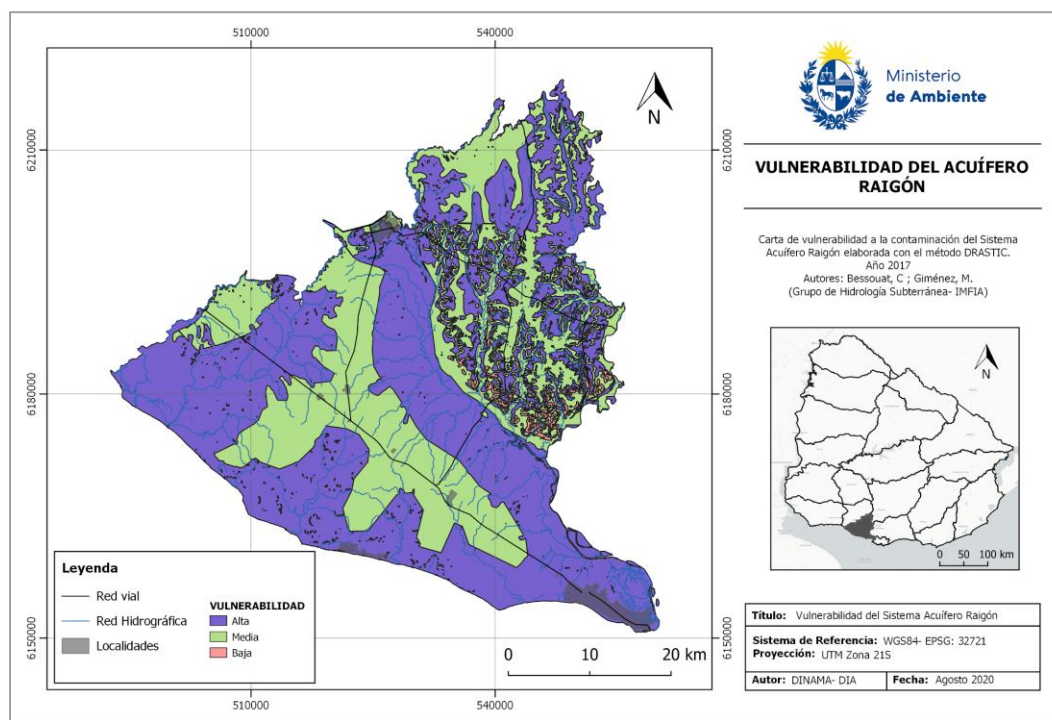 510000
540000
6210000
6210000
6180000
6180000
6150000
6150000
510000
540000
N
Leyenda
Red vial
Red Hidrográfica
Localidades
VULNERABILIDAD
Alta
Media
Baja
0 10 20 km
Ministerio
de Ambiente
VULNERABILIDAD DEL ACUÍFERO
RAIGÓN
Carta de vulnerabilidad a la contaminación del Sistema
Acuífero Raigón elaborada con el método DRASTIC.
Año 2017
Autores: Bessouat, C ; Giménez, M.
(Grupo de Hidrología Subterránea- IMFIA)
N
0 50 100 km
Título: Vulnerabilidad del Sistema Acuífero Raigón
Sistema de Referencia: WGS84- EPSG: 32721
Proyección: UTM Zona 21S
Autor: DINAMA- DIA Fecha: Agosto 2020